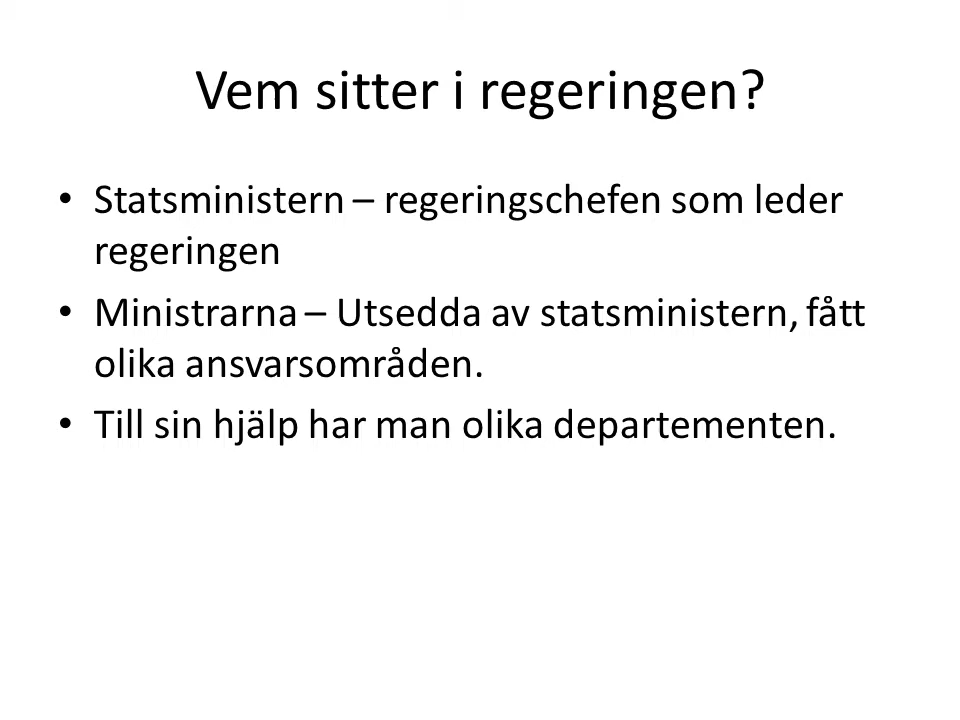 Vem sitter i regeringen?
• Statsministern – regeringschefen som leder
regeringen
• Ministrarna – Utsedda av statsministern, fått
olika ansvarsområden.
• Till sin hjälp har man olika departementen.